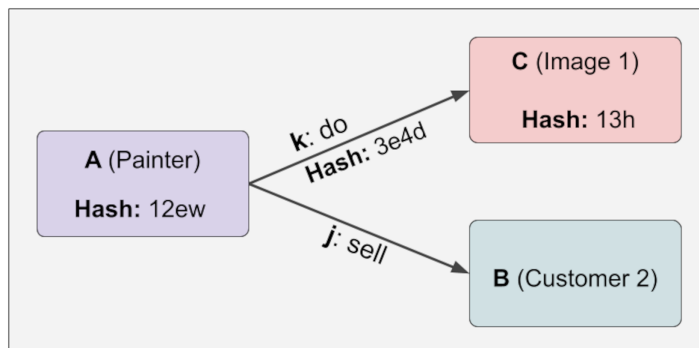 A (Painter)
Hash: 12ew
k: do
Hash: 3e4d
j: sell
C (Image 1)
Hash: 13h
B (Customer 2)